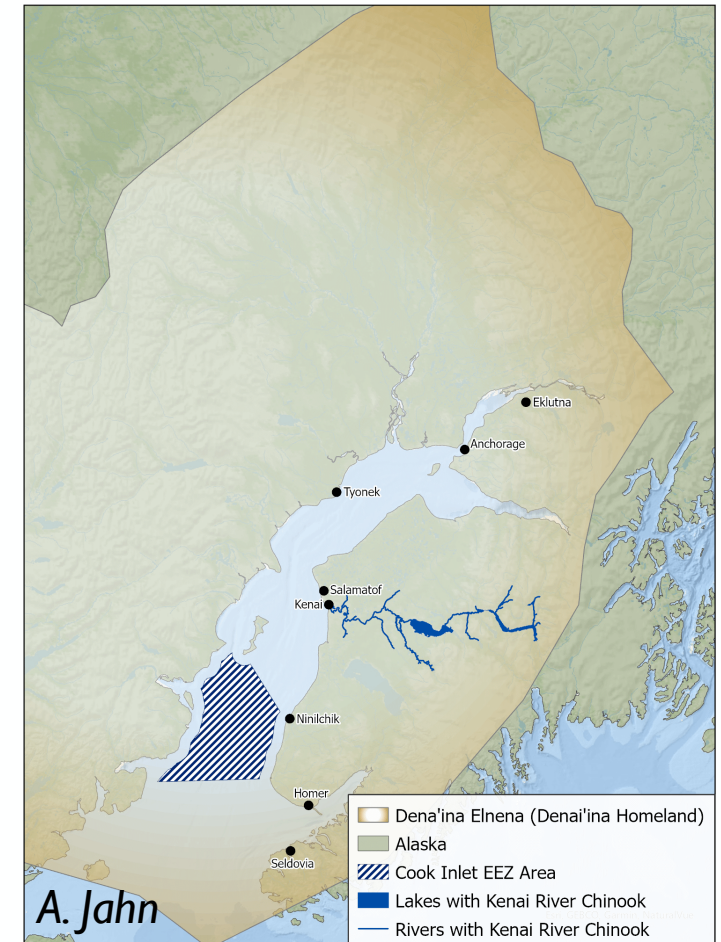 Eklutna
Anchorage
Tyonek
Salamatof
Kenai
Ninilchik
Homer
Seldovia
Dena'ina Elnena (Denai'ina Homeland)
Alaska
Cook Inlet EEZ Area
Lakes with Kenai River Chinook
Rivers with Kenai River Chinook
A. Jahn